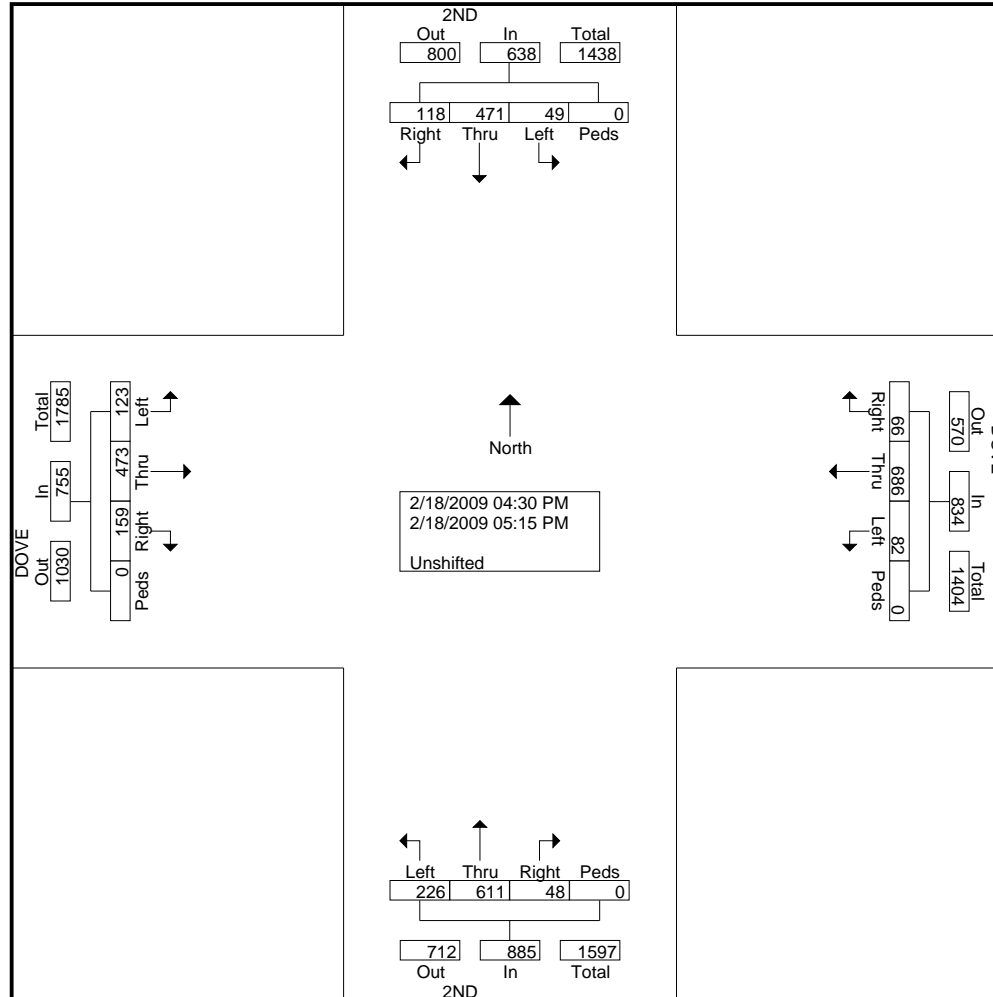 2ND
Out In Total
800 638 1438
118 471 49 0
Right Thru Left Peds
Total 1785
In 755
DOVE
Out 1030
Left 123
Thru 473
Right 159
Peds 0
North
2/18/2009 04:30 PM
2/18/2009 05:15 PM
Unshifted
Right 66
Thru 686
Left 82
Peds 0
Out 570
In 834
Total 1404
Left Thru Right Peds
226 611 48 0
712 885 1597
Out In Total
2ND